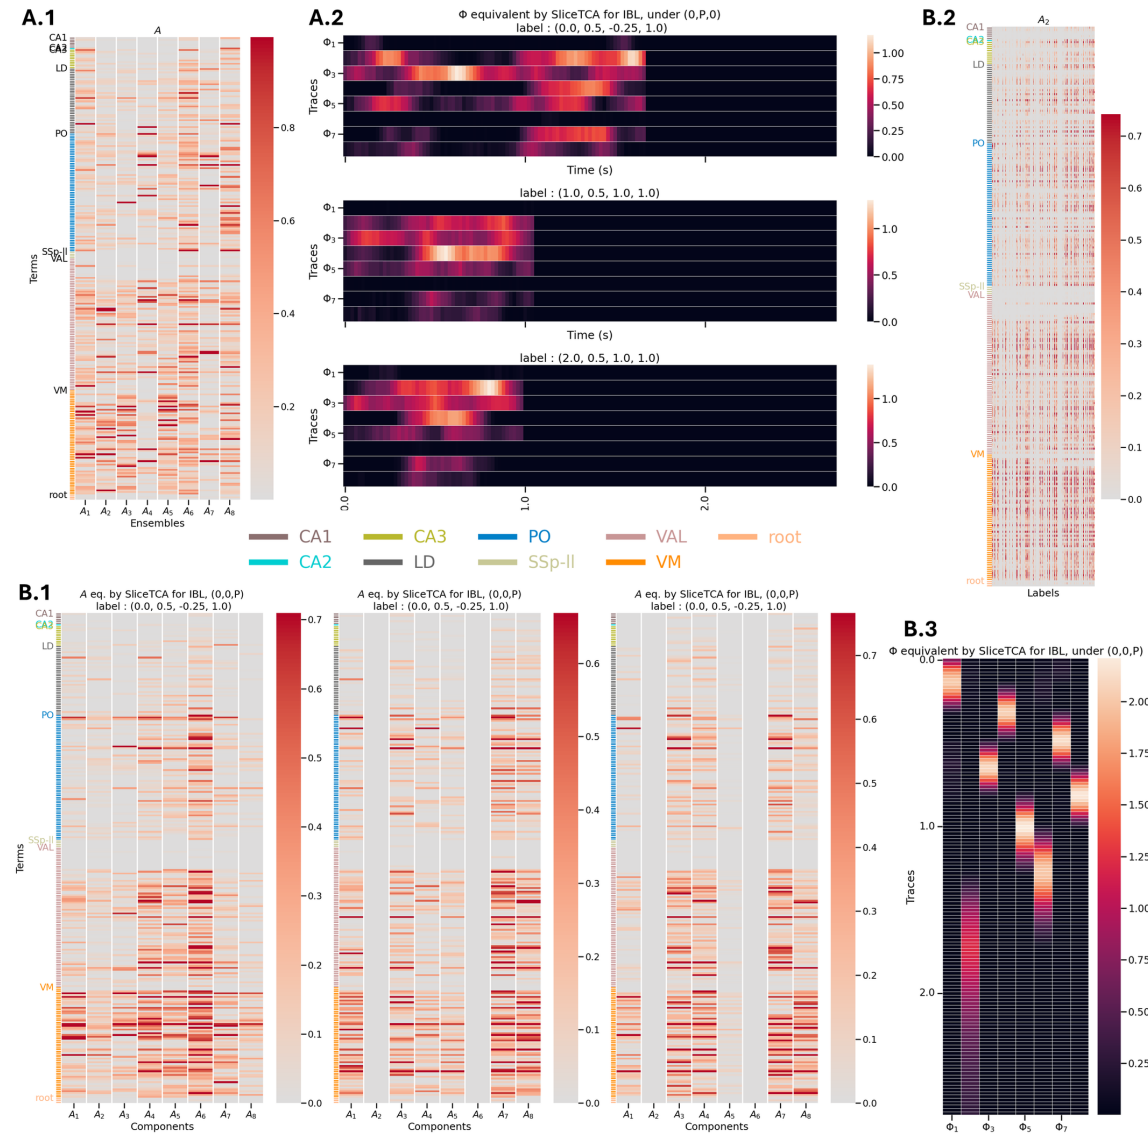 A.1
A
CA1
CA2
CA3
LD
PO
SSp-ll
VAL
VM
root
Terms
A1 A2 A3 A4 A5 A6 A7 A8
Ensembles
0.8
0.6
0.4
0.2
A.2
Φ equivalent by SliceTCA for IBL, under (0,P,0)
label : (0.0, 0.5, -0.25, 1.0)
Φ1
Φ3
Φ5
Φ7
Traces
Time (s)
1.00
0.75
0.50
0.25
0.00
label : (1.0, 0.5, 1.0, 1.0)
Φ1
Φ3
Φ5
Φ7
Traces
Time (s)
1.0
0.5
0.0
label : (2.0, 0.5, 1.0, 1.0)
Φ1
Φ3
Φ5
Φ7
Traces
0.0 1.0 2.0
1.0
0.5
0.0
B.2
A2
CA1
CA2
CA3
LD
PO
SSp-ll
VAL
VM
root
Labels
0.7
0.6
0.5
0.4
0.3
0.2
0.1
0.0
CA1 CA3 PO VAL root
CA2 LD SSp-ll VM
B.1
A eq. by SliceTCA for IBL, (0,0,P)
label : (0.0, 0.5, -0.25, 1.0)
CA1
CA2
CA3
LD
PO
SSp-ll
VAL
VM
root
Terms
A1 A2 A3 A4 A5 A6 A7 A8
Components
0.7
0.6
0.5
0.4
0.3
0.2
0.1
0.0
A eq. by SliceTCA for IBL, (0,0,P)
label : (0.0, 0.5, -0.25, 1.0)
A1 A2 A3 A4 A5 A6 A7 A8
Components
0.6
0.5
0.4
0.3
0.2
0.1
0.0
A eq. by SliceTCA for IBL, (0,0,P)
label : (0.0, 0.5, -0.25, 1.0)
A1 A2 A3 A4 A5 A6 A7 A8
Components
0.7
0.6
0.5
0.4
0.3
0.2
0.1
0.0
B.3
Φ equivalent by SliceTCA for IBL, under (0,0,P)
0.0
1.0
2.0
Traces
Φ1 Φ3 Φ5 Φ7
2.00
1.75
1.50
1.25
1.00
0.75
0.50
0.25